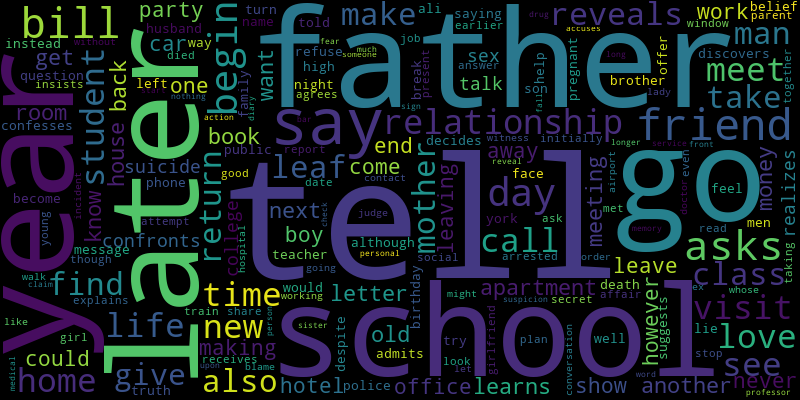 father
tell
school
later
year
go
say
bill
party
husband
turn
name
told
ali
saying
earlier
make
reveals
work
belief
parent
drug
accuses
window
instead
without
car
way
died
begin
want
refuse
fear
much
someone
high
sex
answer
job
break
present
pregnant
help
son
offer
man
discovers
get
question
insists
student
back
left
one
part
nothing
night
agrees
family
diary
talk
brother
long
lady
meet
together
room
confesses
house
book
action
public
report
relationship
friend
take
know
suicide
phone
become
young
incident
return
good
leaf
end
come
away
decides
witness
initially
longer
service
front
money
realizes
confronts
attempt
college
hospital
next
date
contact
face
reveal
day
leaving
meeting
airport
met
doctor
even
feel
men
read
memory
taking
message
though
boy
teacher
judge
check
although
mother
york
ask
call
asks
find
walk
claim
explains
time
going
personal
social
arrested
order
leave
class
ex
whose
like
girl
life
train
share
new
working
would
letter
birthday
apartment
death
affair
secret
might
suspicion
however
suggests
visit
could
medical
truth
give
making
receives
upon
blame
person
sister
despite
old
admits
try
look
let
girlfriend
plan
conversation
well
lie
stop
love
home
also
hotel
police
office
learns
show
another
word
see
never
professor